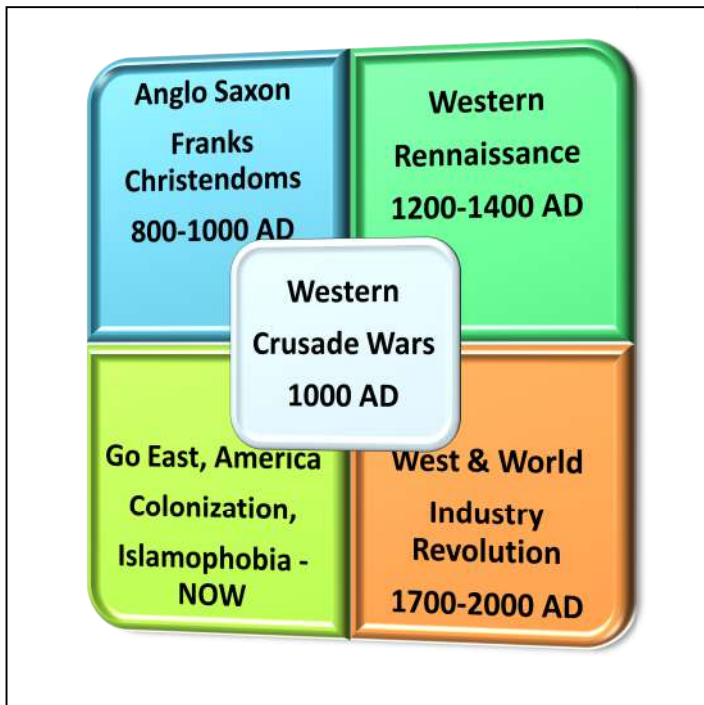 Anglo Saxon
Franks
Christendoms
800-1000 AD
Western
Rennaissance
1200-1400 AD
Western
Crusade Wars
1000 AD
Go East, America
Colonization,
Islamophobia -
NOW
West & World
Industry
Revolution
1700-2000 AD